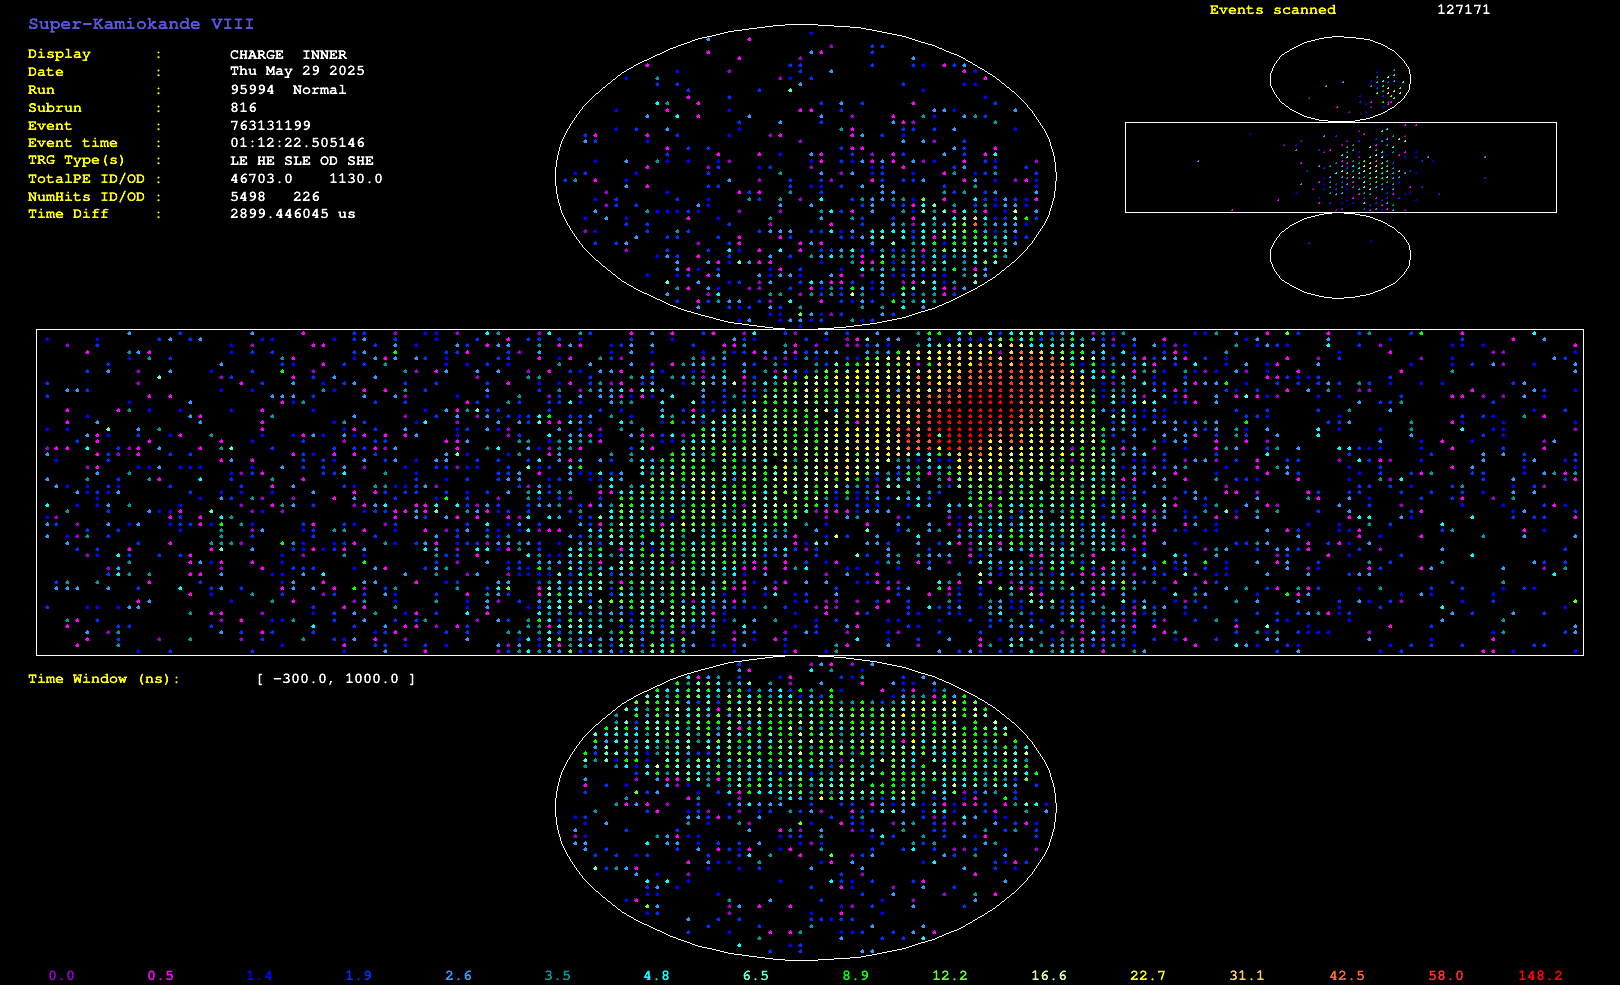 Super-Kamiokande VIII
Events scanned 127171
Display : CHARGE INNER
Date : Thu May 29 2025
Run : 95994 Normal
Subrun : 816
Event : 763131199
Event time : 01:12:22.505146
TRG Type(s) : LE HE SLE OD SHE
TotalPE ID/OD : 46703.0 1130.0
NumHits ID/OD : 5498 226
Time Diff : 2899.446045 us
Time Window (ns): [ -300.0, 1000.0 ]
0.0 0.5 1.4 1.9 2.6 3.5 4.8 6.5 8.9 12.2 16.6 22.7 31.1 42.5 58.0 148.2